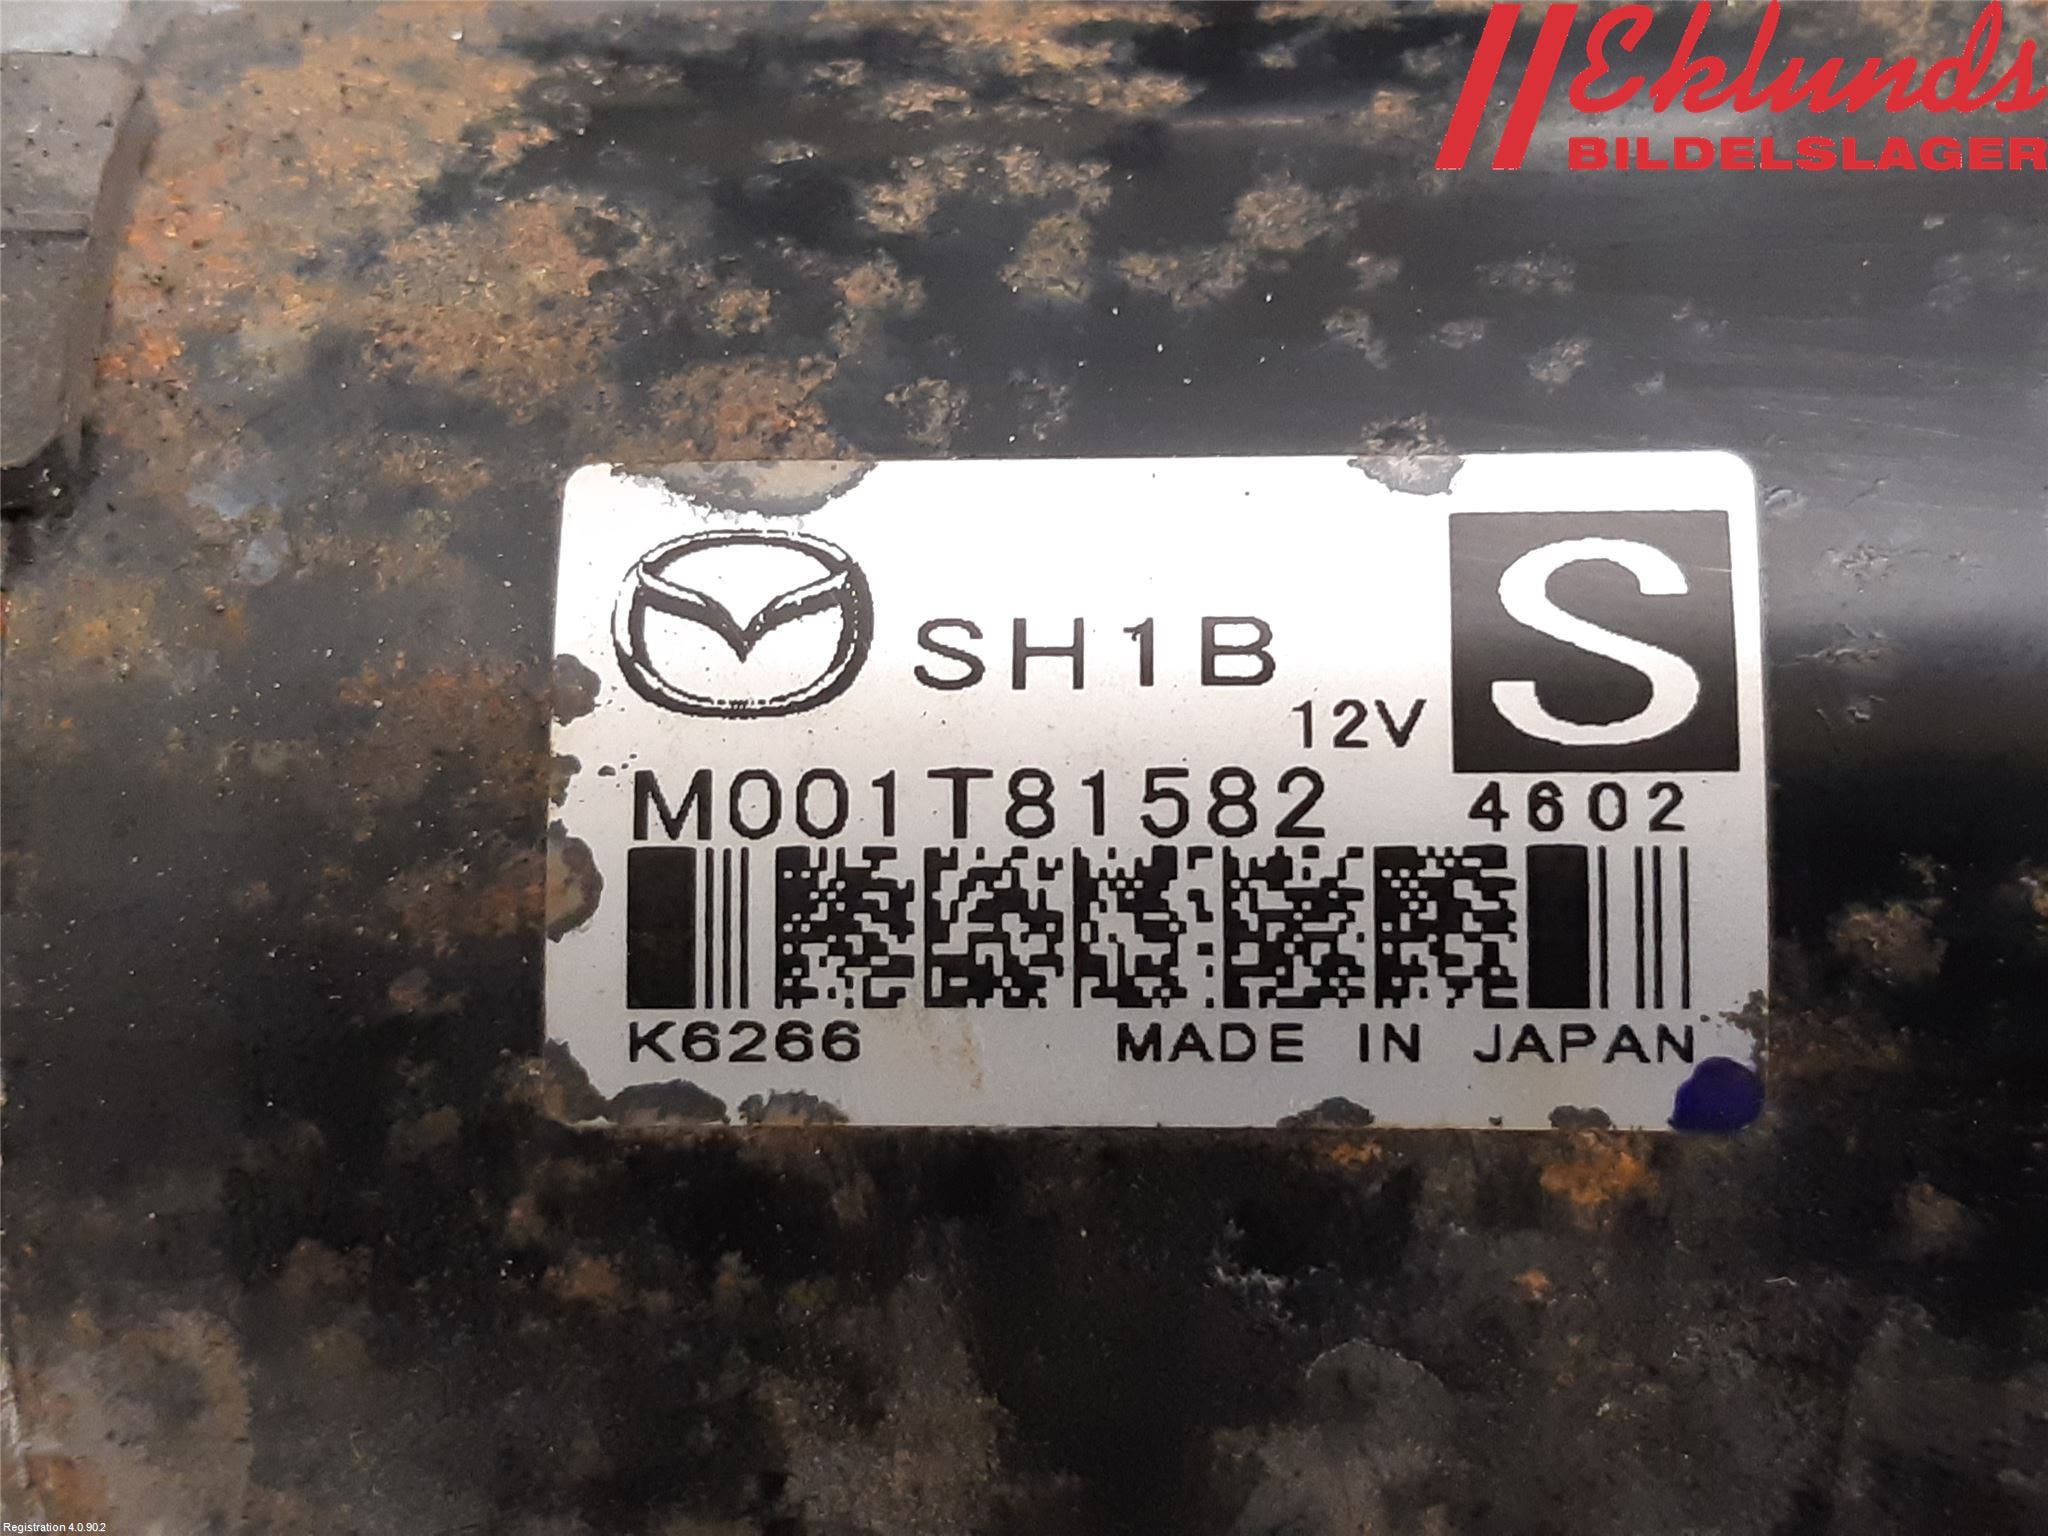 Eklunds
BILDELSLAGER
SH1B
S
12V
M001T81582
4602
K6266
MADE IN JAPAN
Registration 4.0.90.2